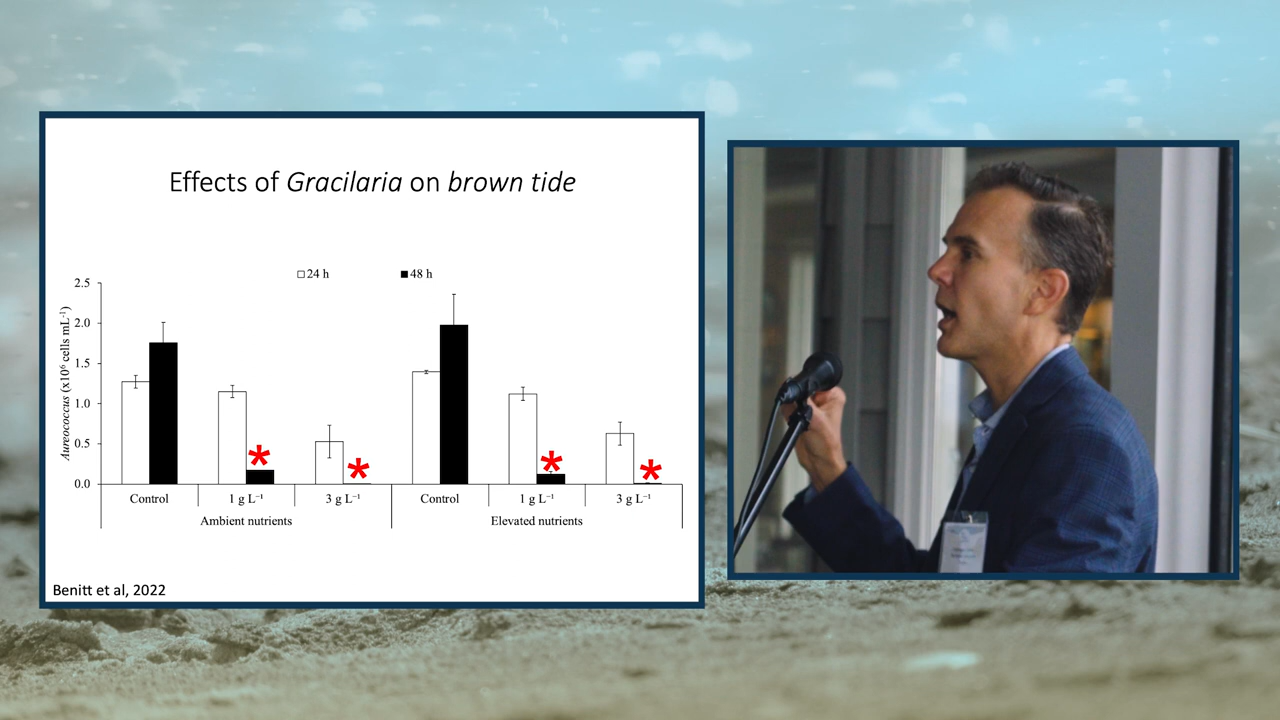 Effects of Gracilaria on brown tide
24 h 48 h
Aureococcus (x10⁶ cells mL⁻¹)
2.5
2.0
1.5
1.0
0.5
0.0
* * * *
Control 1 g L⁻¹ 3 g L⁻¹ Control 1 g L⁻¹ 3 g L⁻¹
Ambient nutrients Elevated nutrients
Benitt et al, 2022